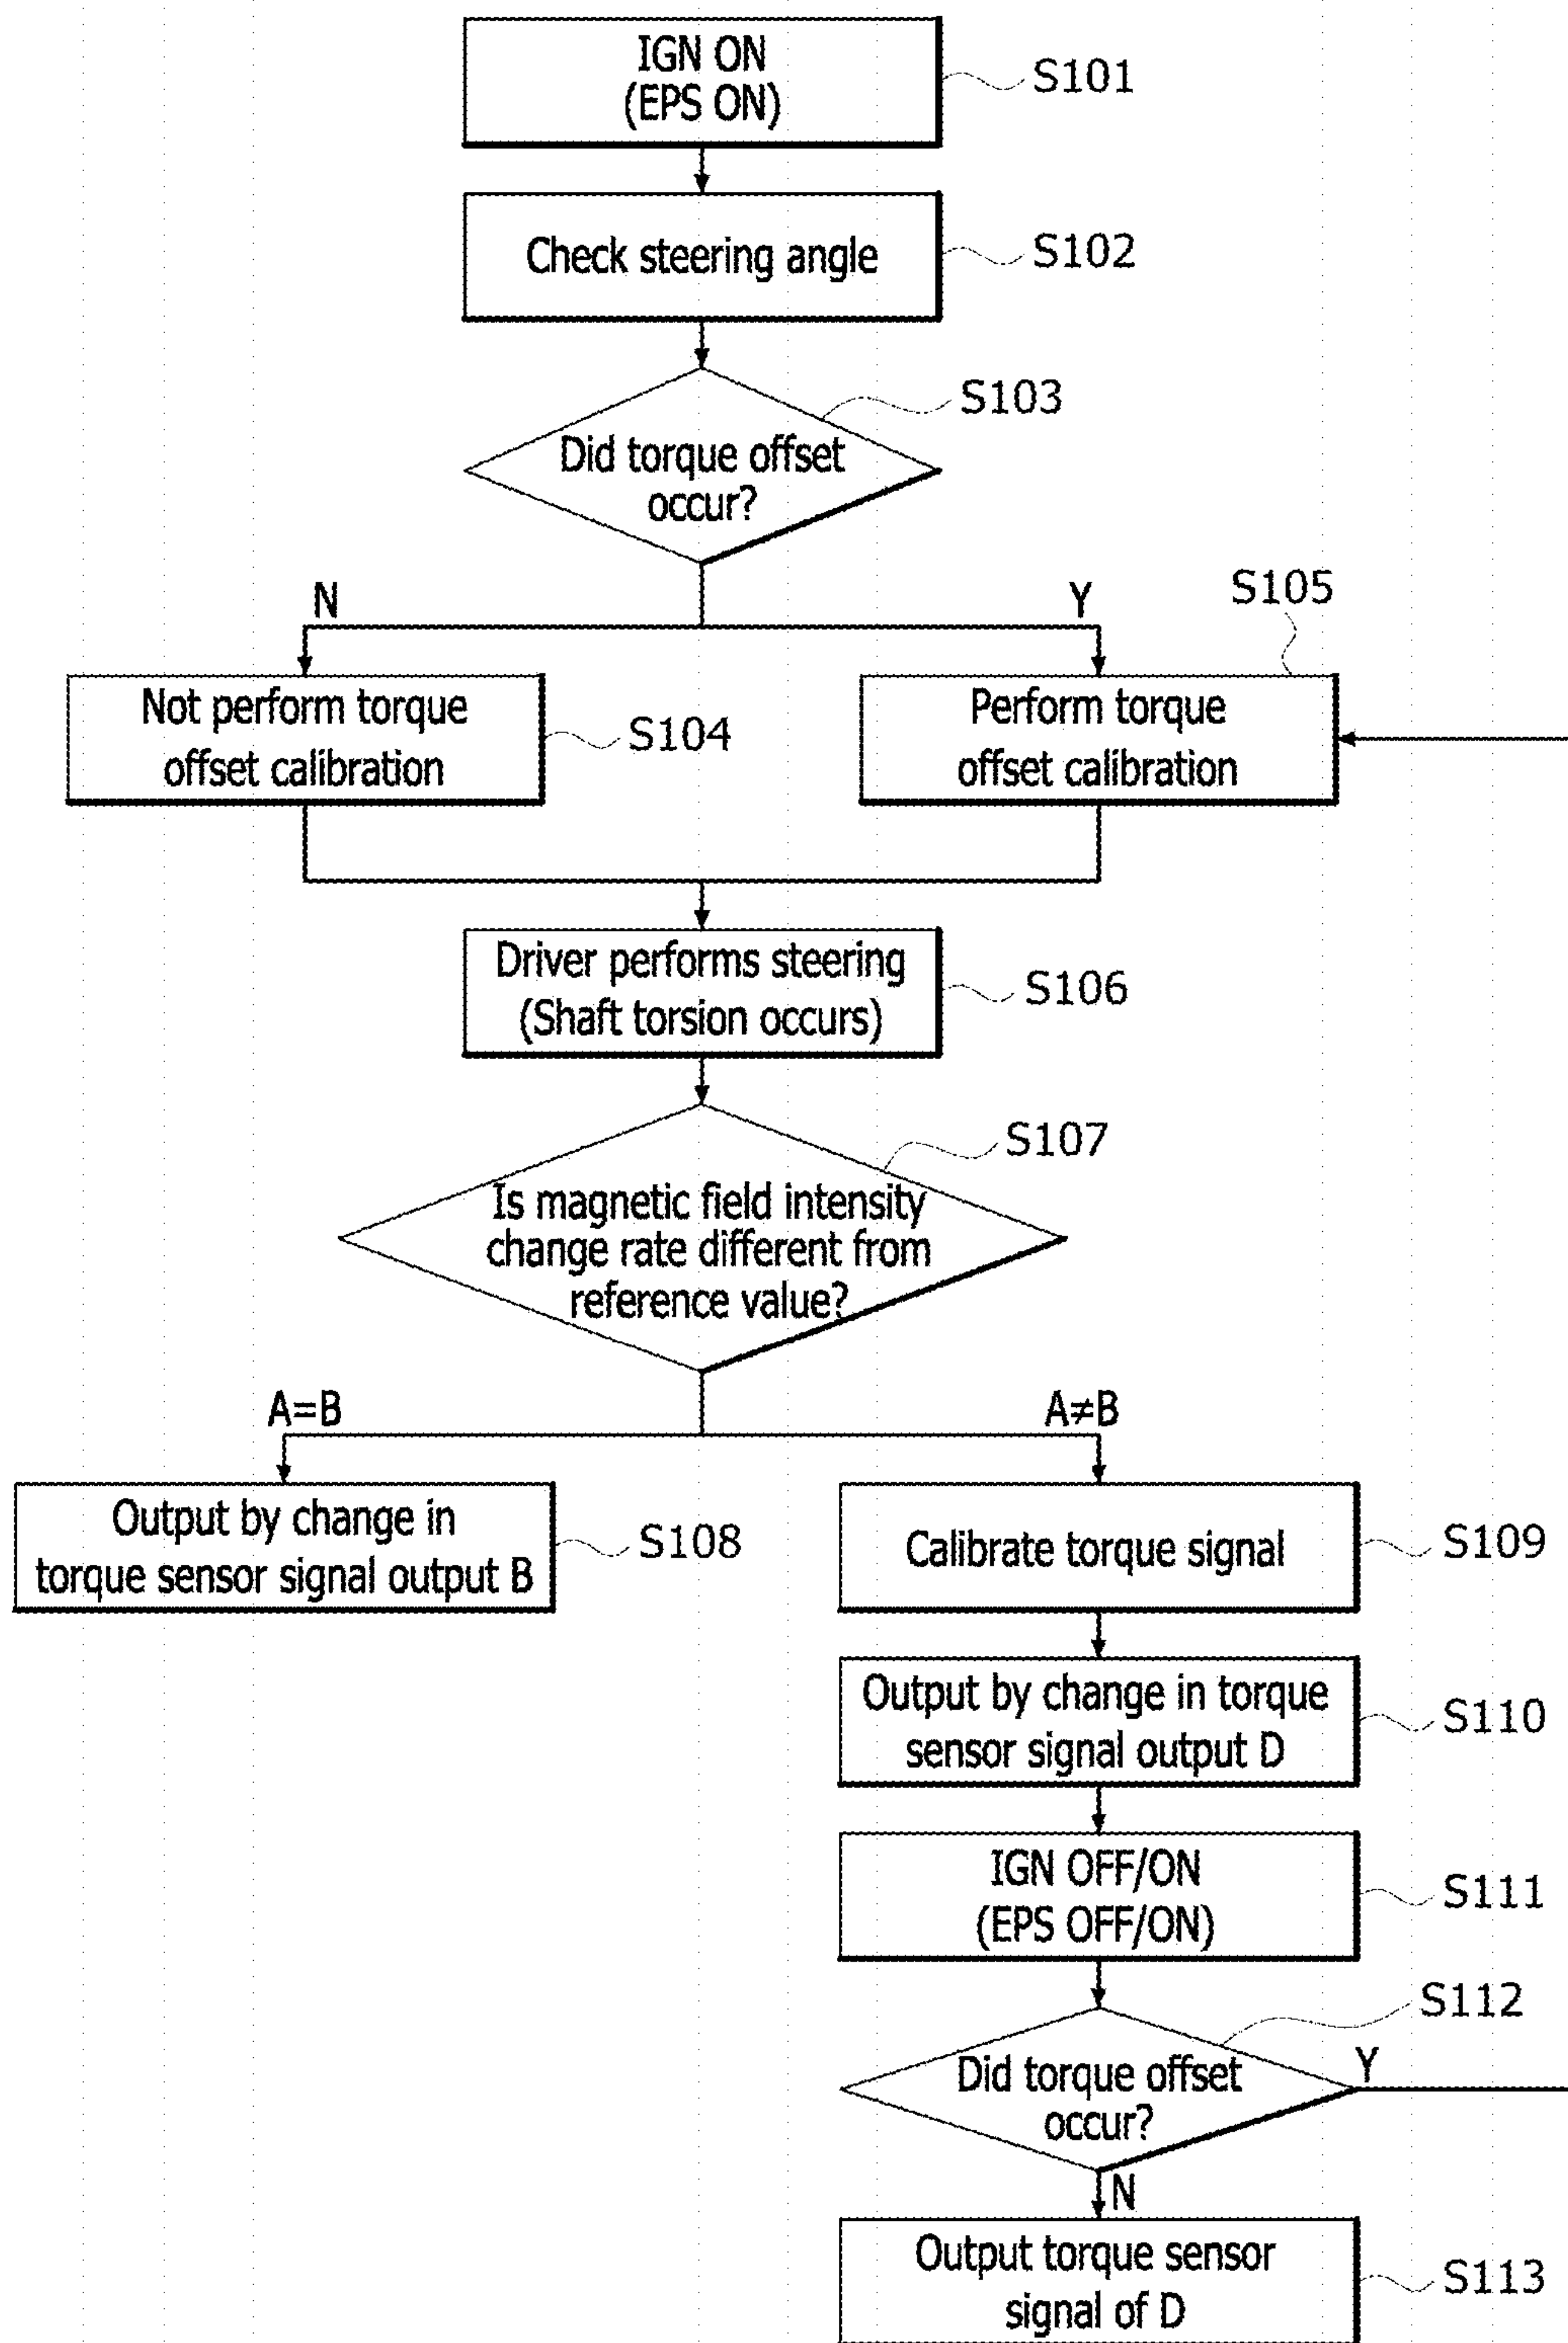 IGN ON
(EPS ON)
S101
Check steering angle
S102
S103
Did torque offset
occur?
N
Y
S105
Not perform torque
offset calibration
S104
Perform torque
offset calibration
Driver performs steering
(Shaft torsion occurs)
S106
S107
Is magnetic field intensity
change rate different from
reference value?
A=B
A≠B
Output by change in
torque sensor signal output B
S108
Calibrate torque signal
S109
Output by change in torque
sensor signal output D
S110
IGN OFF/ON
(EPS OFF/ON)
S111
S112
Did torque offset
occur?
Y
N
Output torque sensor
signal of D
S113